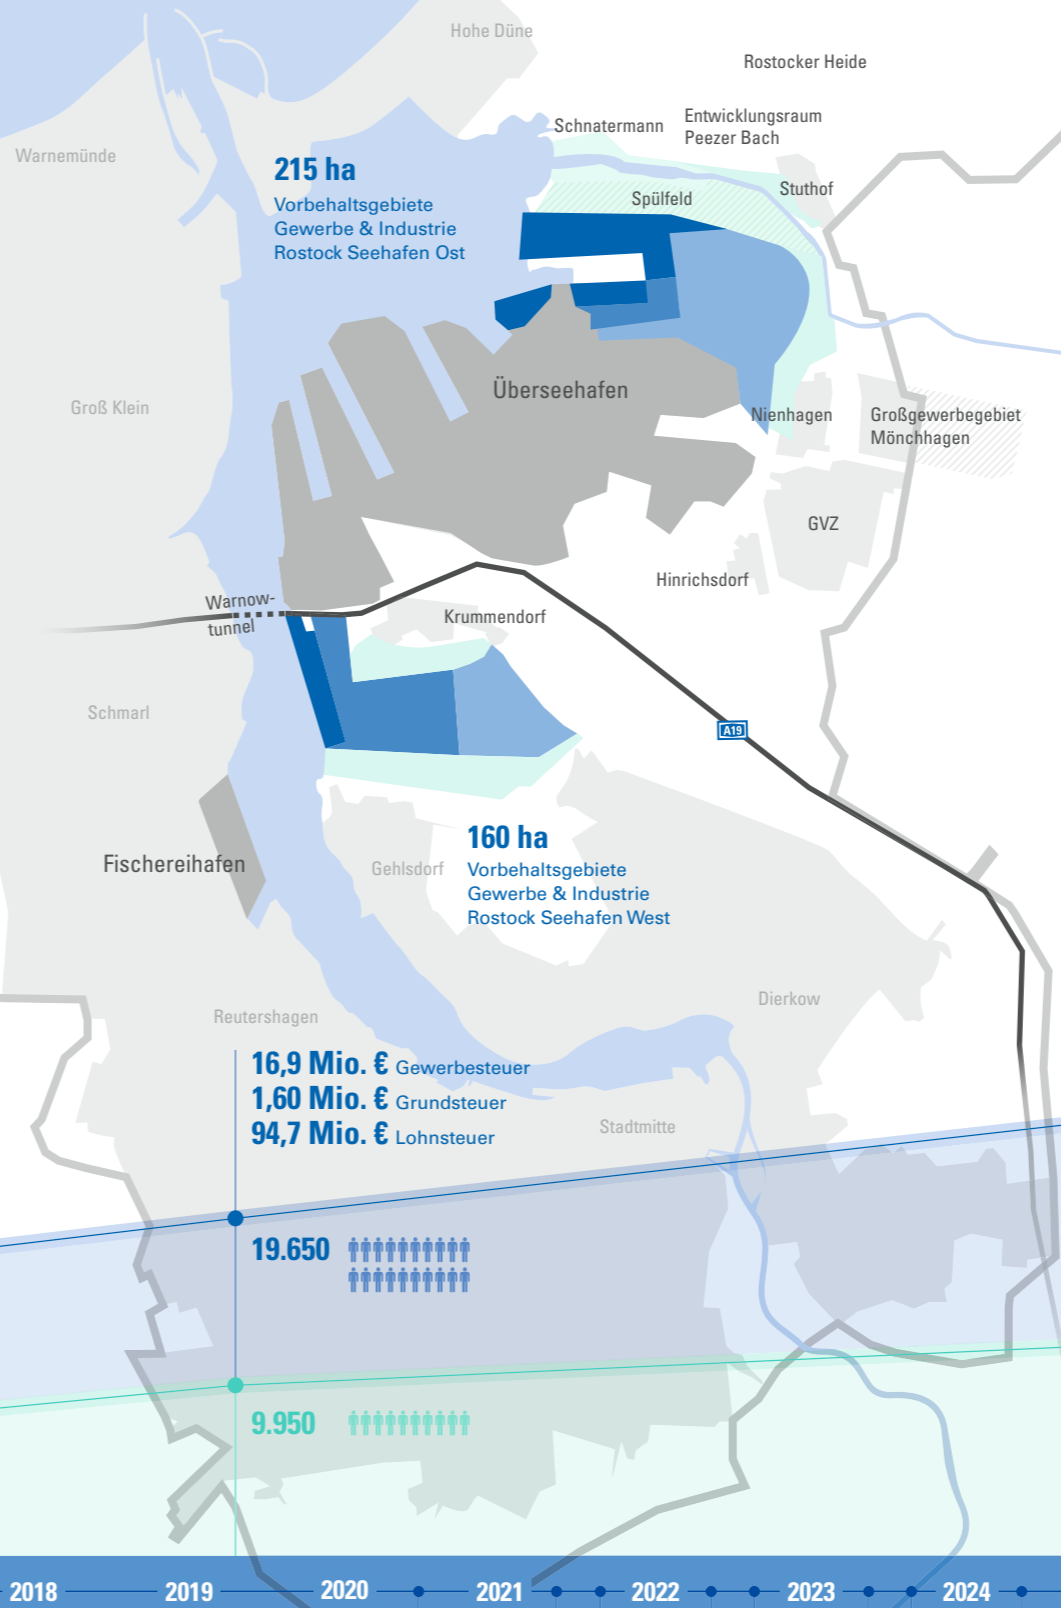 Hohe Düne
Rostocker Heide
Schnatermann
Entwicklungsraum
Peezer Bach
Warnemünde
215 ha
Vorbehaltsgebiete
Gewerbe & Industrie
Rostock Seehafen Ost
Spülfeld
Stuthof
Überseehafen
Groß Klein
Nienhagen
Großgewerbegebiet
Mönchhagen
GVZ
Hinrichsdorf
Warnow-
tunnel
Krummendorf
Schmarl
A19
160 ha
Vorbehaltsgebiete
Gewerbe & Industrie
Rostock Seehafen West
Fischereihafen
Gehlsdorf
Dierkow
Reutershagen
16,9 Mio. € Gewerbesteuer
1,60 Mio. € Grundsteuer
94,7 Mio. € Lohnsteuer
Stadtmitte
19.650
9.950
2018 2019 2020 2021 2022 2023 2024